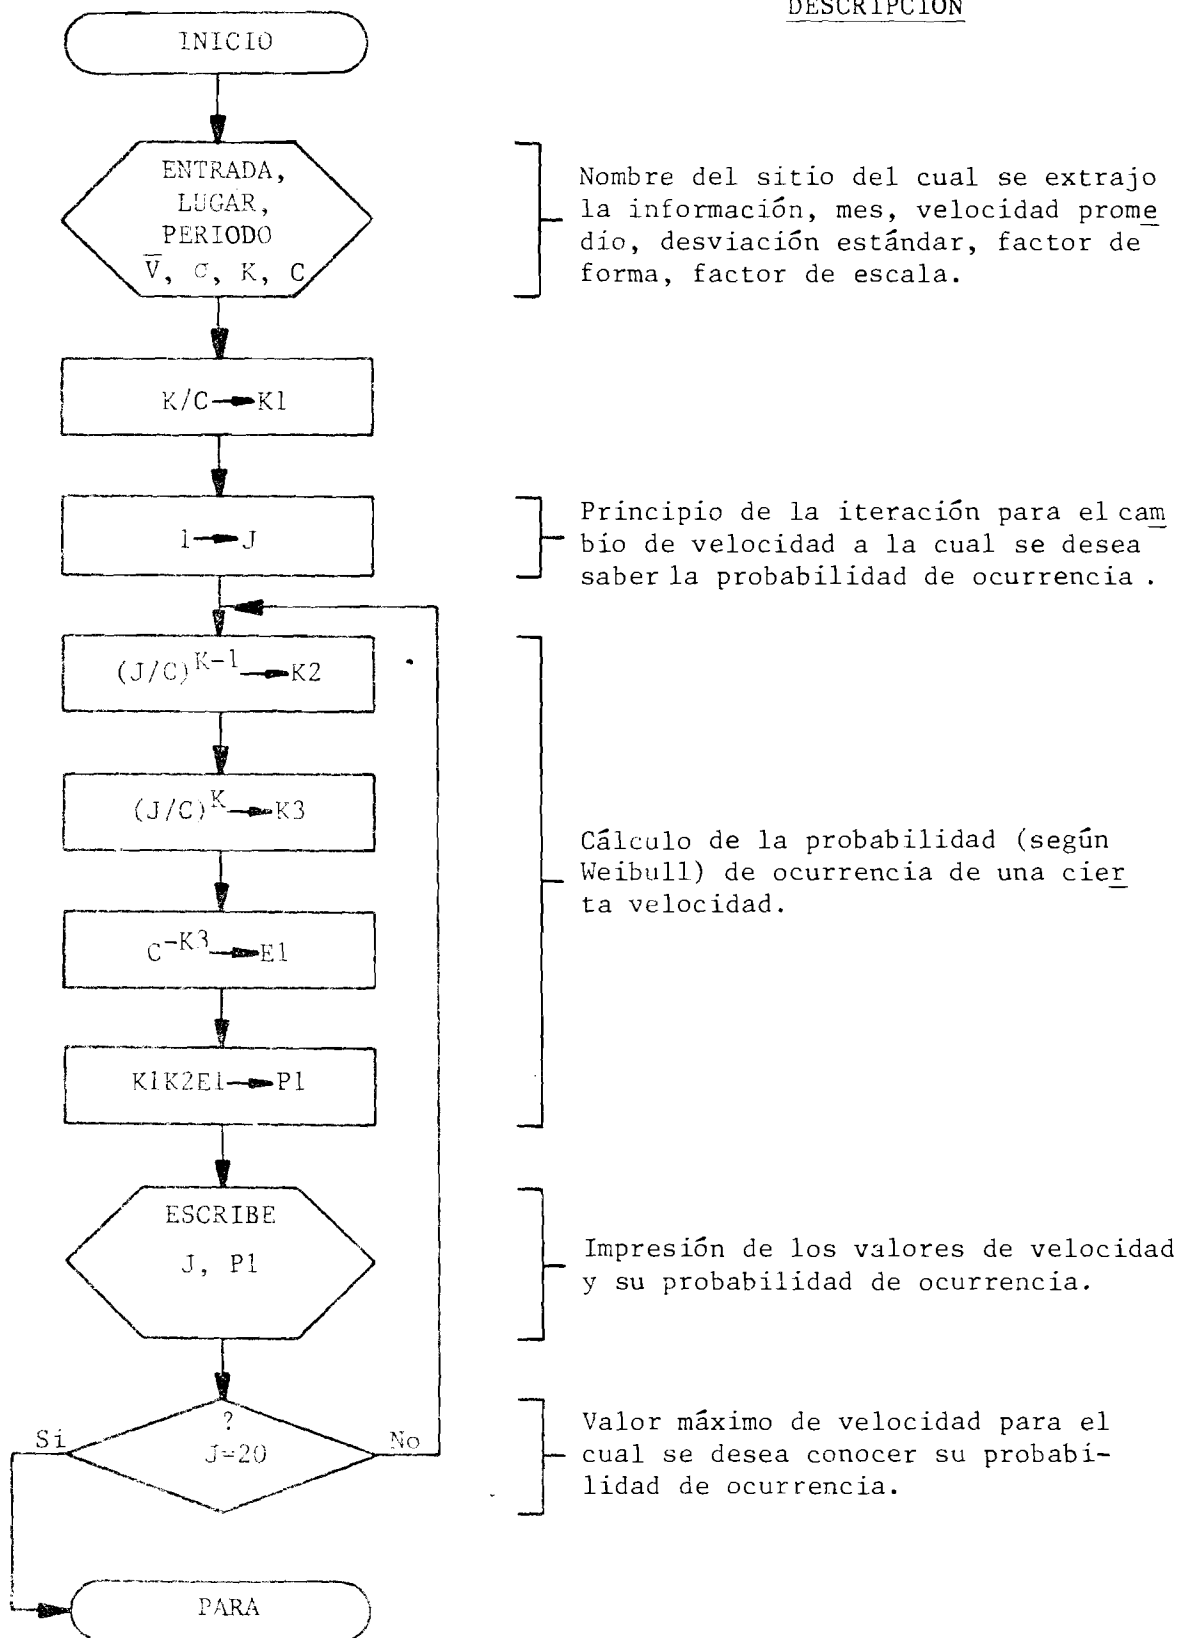 DESCRIPCION
INICIO
ENTRADA,
LUGAR,
PERIODO
V̅, σ, K, C
Nombre del sitio del cual se extrajo
la información, mes, velocidad prome
dio, desviación estándar, factor de
forma, factor de escala.
K/C→K1
1→J
Principio de la iteración para el cam
bio de velocidad a la cual se desea
saber la probabilidad de ocurrencia .
(J/C)^K-1→K2
(J/C)^K→K3
C^-K3→E1
K1K2E1→P1
Cálculo de la probabilidad (según
Weibull) de ocurrencia de una cier
ta velocidad.
ESCRIBE
J, P1
Impresión de los valores de velocidad
y su probabilidad de ocurrencia.
?
J=20
Si
No
Valor máximo de velocidad para el
cual se desea conocer su probabi-
lidad de ocurrencia.
PARA